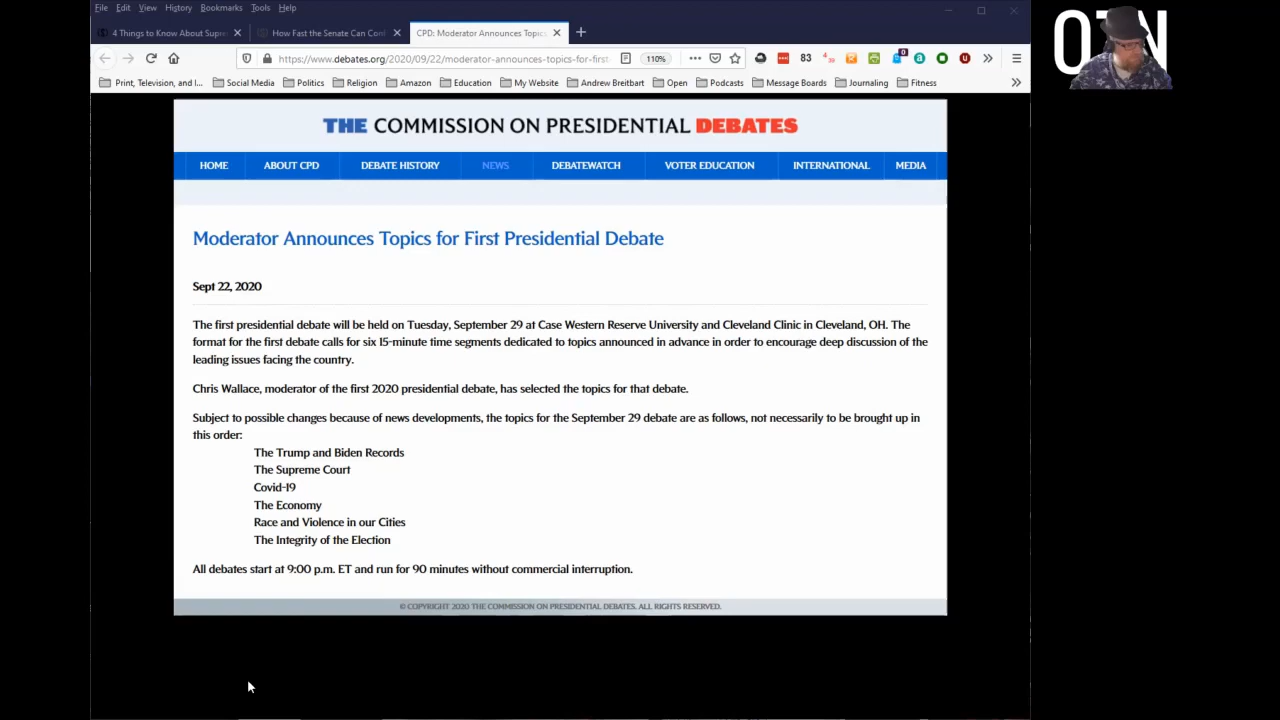 File Edit View History Bookmarks Tools Help
4 Things to Know About Supre
How Fast the Senate Can Con
CPD: Moderator Announces Topics
https://www.debates.org/2020/09/22/moderator-announces-topics-for-first
110%
83
Print, Television, and I... Social Media Politics Religion Amazon Education My Website Andrew Breitbart Open Podcasts Message Boards Journaling Fitness
THE COMMISSION ON PRESIDENTIAL DEBATES
HOME ABOUT CPD DEBATE HISTORY NEWS DEBATEWATCH VOTER EDUCATION INTERNATIONAL MEDIA
Moderator Announces Topics for First Presidential Debate
Sept 22, 2020
The first presidential debate will be held on Tuesday, September 29 at Case Western Reserve University and Cleveland Clinic in Cleveland, OH. The
format for the first debate calls for six 15-minute time segments dedicated to topics announced in advance in order to encourage deep discussion of the
leading issues facing the country.
Chris Wallace, moderator of the first 2020 presidential debate, has selected the topics for that debate.
Subject to possible changes because of news developments, the topics for the September 29 debate are as follows, not necessarily to be brought up in
this order:
The Trump and Biden Records
The Supreme Court
Covid-19
The Economy
Race and Violence in our Cities
The Integrity of the Election
All debates start at 9:00 p.m. ET and run for 90 minutes without commercial interruption.
© COPYRIGHT 2020 THE COMMISSION ON PRESIDENTIAL DEBATES. ALL RIGHTS RESERVED.